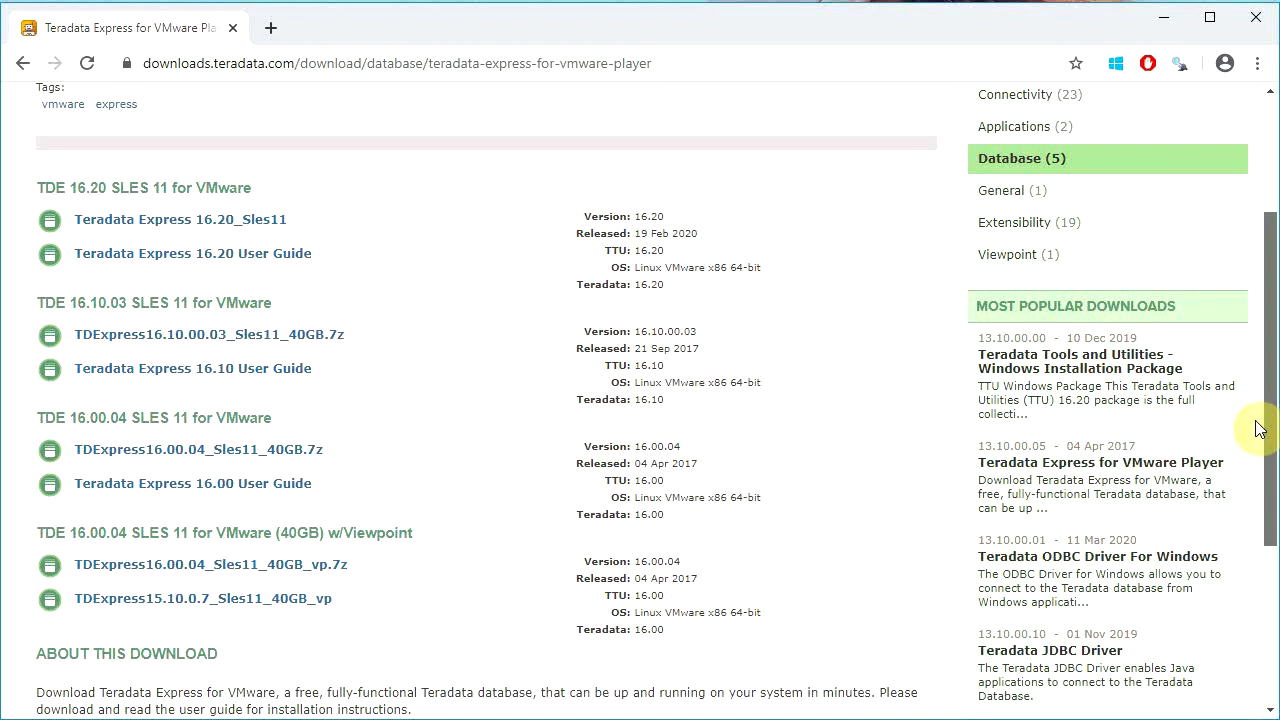 Teradata Express for VMware Pla
downloads.teradata.com/download/database/teradata-express-for-vmware-player
Tags:
vmware express
TDE 16.20 SLES 11 for VMware
Teradata Express 16.20_Sles11
Teradata Express 16.20 User Guide
Version: 16.20
Released: 19 Feb 2020
TTU: 16.20
OS: Linux VMware x86 64-bit
Teradata: 16.20
TDE 16.10.03 SLES 11 for VMware
TDExpress16.10.00.03_Sles11_40GB.7z
Teradata Express 16.10 User Guide
Version: 16.10.00.03
Released: 21 Sep 2017
TTU: 16.10
OS: Linux VMware x86 64-bit
Teradata: 16.10
TDE 16.00.04 SLES 11 for VMware
TDExpress16.00.04_Sles11_40GB.7z
Teradata Express 16.00 User Guide
Version: 16.00.04
Released: 04 Apr 2017
TTU: 16.00
OS: Linux VMware x86 64-bit
Teradata: 16.00
TDE 16.00.04 SLES 11 for VMware (40GB) w/Viewpoint
TDExpress16.00.04_Sles11_40GB_vp.7z
TDExpress15.10.0.7_Sles11_40GB_vp
Version: 16.00.04
Released: 04 Apr 2017
TTU: 16.00
OS: Linux VMware x86 64-bit
Teradata: 16.00
ABOUT THIS DOWNLOAD
Download Teradata Express for VMware, a free, fully-functional Teradata database, that can be up and running on your system in minutes. Please
download and read the user guide for installation instructions.
Connectivity (23)
Applications (2)
Database (5)
General (1)
Extensibility (19)
Viewpoint (1)
MOST POPULAR DOWNLOADS
13.10.00.00 - 10 Dec 2019
Teradata Tools and Utilities -
Windows Installation Package
TTU Windows Package This Teradata Tools and
Utilities (TTU) 16.20 package is the full
collecti...
13.10.00.05 - 04 Apr 2017
Teradata Express for VMware Player
Download Teradata Express for VMware, a
free, fully-functional Teradata database, that
can be up ...
13.10.00.01 - 11 Mar 2020
Teradata ODBC Driver For Windows
The ODBC Driver for Windows allows you to
connect to the Teradata database from
Windows applicati...
13.10.00.10 - 01 Nov 2019
Teradata JDBC Driver
The Teradata JDBC Driver enables Java
applications to connect to the Teradata
Database.